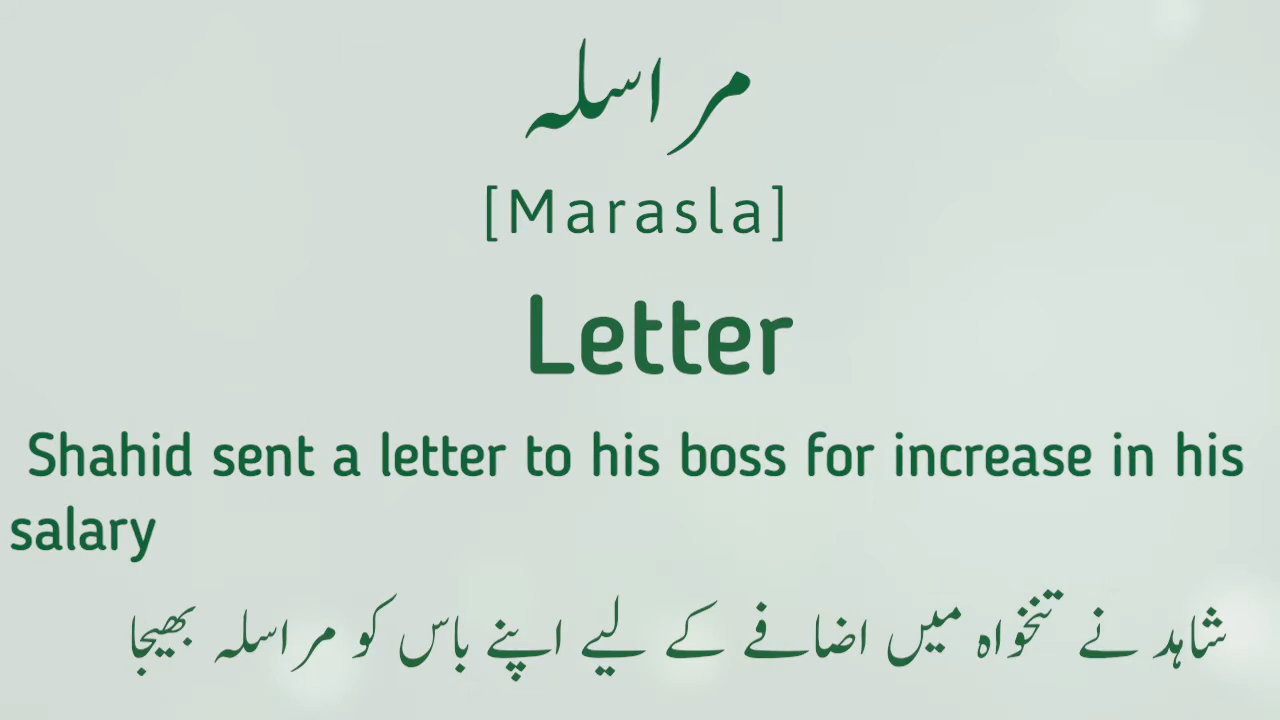 مراسلہ
[Marasla]
Letter
Shahid sent a letter to his boss for increase in his
salary
شاہد نے تنخواہ میں اضافے کے لیے اپنے باس کو مراسلہ بھیجا